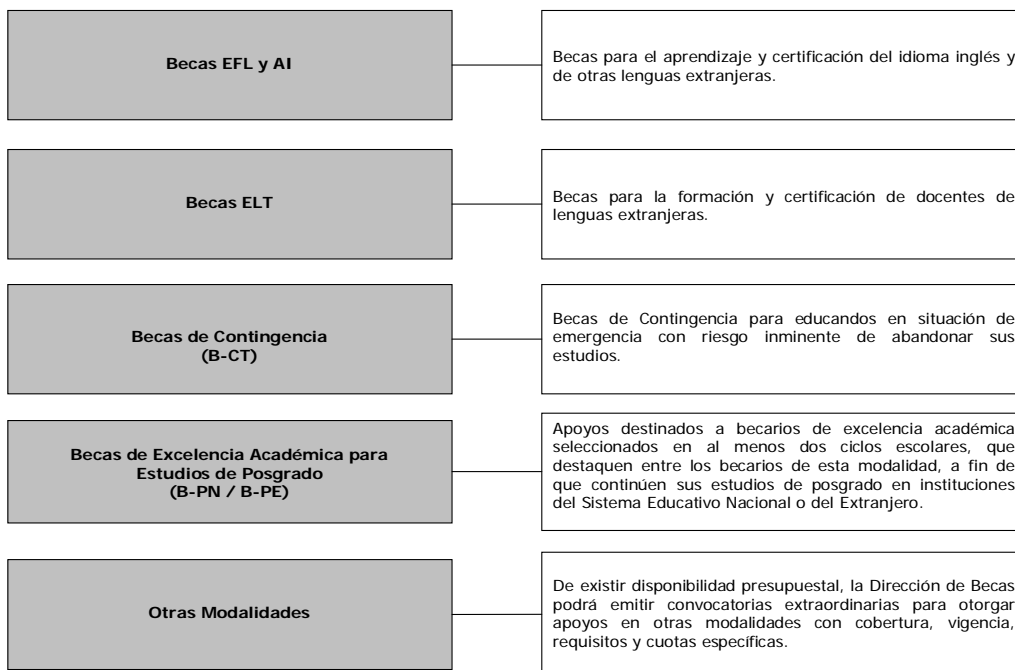 Becas EFL y AI
Becas para el aprendizaje y certificación del idioma inglés y
de otras lenguas extranjeras.
Becas ELT
Becas para la formación y certificación de docentes de
lenguas extranjeras.
Becas de Contingencia
(B-CT)
Becas de Contingencia para educandos en situación de
emergencia con riesgo inminente de abandonar sus
estudios.
Becas de Excelencia Académica para
Estudios de Posgrado
(B-PN / B-PE)
Apoyos destinados a becarios de excelencia académica
seleccionados en al menos dos ciclos escolares, que
destaquen entre los becarios de esta modalidad, a fin de
que continúen sus estudios de posgrado en instituciones
del Sistema Educativo Nacional o del Extranjero.
Otras Modalidades
De existir disponibilidad presupuestal, la Dirección de Becas
podrá emitir convocatorias extraordinarias para otorgar
apoyos en otras modalidades con cobertura, vigencia,
requisitos y cuotas específicas.